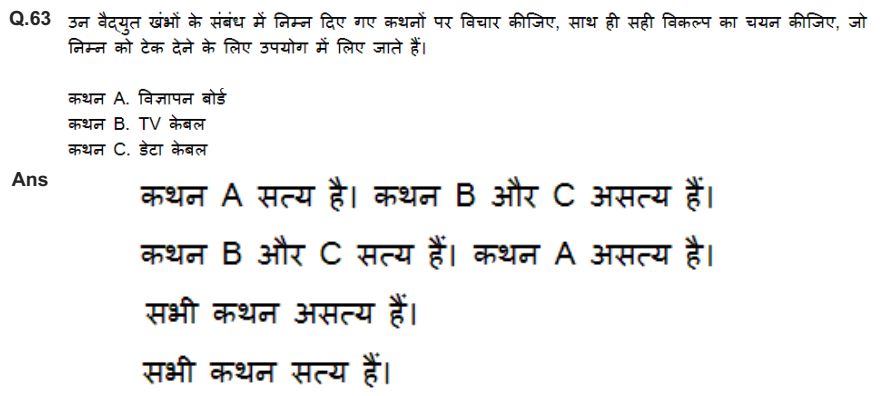 Q.63 उन वैद्युत खंभों के संबंध में निम्न दिए गए कथनों पर विचार कीजिए, साथ ही सही विकल्प का चयन कीजिए, जो
निम्न को टेक देने के लिए उपयोग में लिए जाते हैं।
कथन A. विज्ञापन बोर्ड
कथन B. TV केबल
कथन C. डेटा केबल
Ans
कथन A सत्य है। कथन B और C असत्य हैं।
कथन B और C सत्य हैं। कथन A असत्य है।
सभी कथन असत्य हैं।
सभी कथन सत्य हैं।